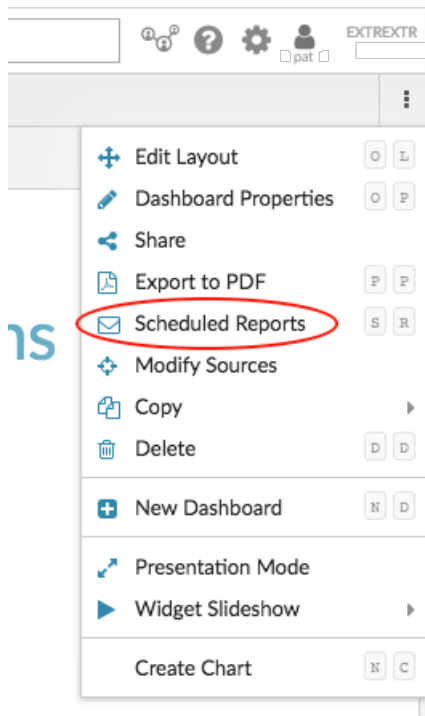 EXTREXTR
pat
ns
Edit Layout O L
Dashboard Properties O P
Share
Export to PDF P P
Scheduled Reports S R
Modify Sources
Copy
Delete D D
New Dashboard N D
Presentation Mode
Widget Slideshow
Create Chart N C